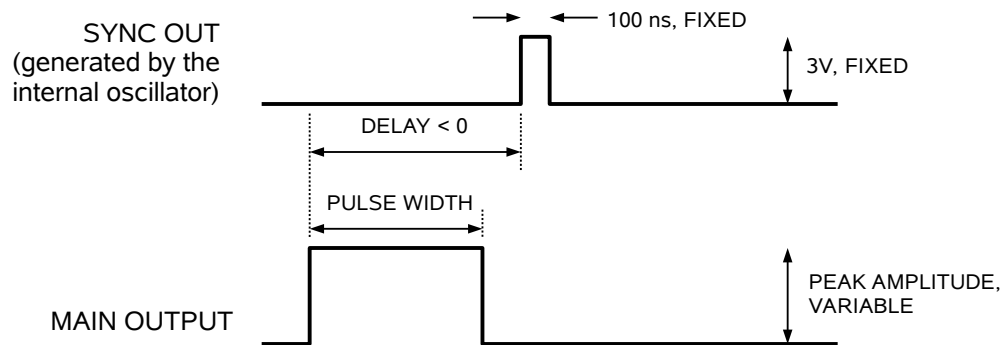 100 ns, FIXED
SYNC OUT
(generated by the
internal oscillator)
3V, FIXED
DELAY < 0
PULSE WIDTH
PEAK AMPLITUDE,
VARIABLE
MAIN OUTPUT